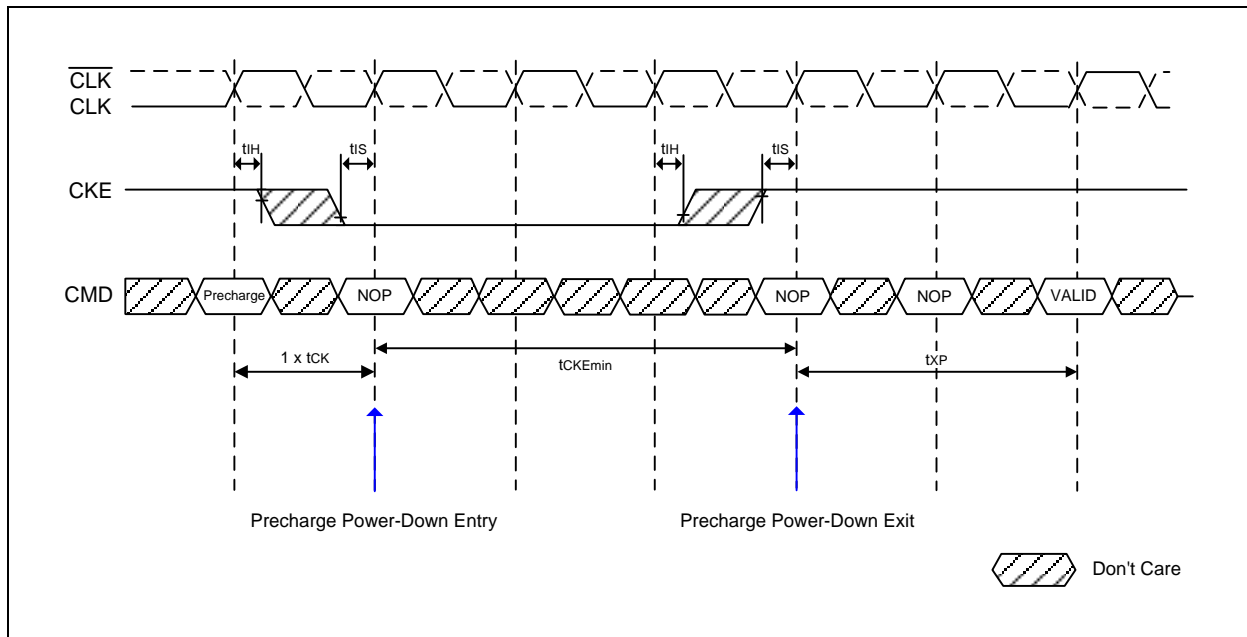 CLK
CLK
tIH
tIS
tIH
tIS
CKE
CMD
Precharge
NOP
NOP
NOP
VALID
1 x tCK
tCKEmin
tXP
Precharge Power-Down Entry
Precharge Power-Down Exit
Don't Care